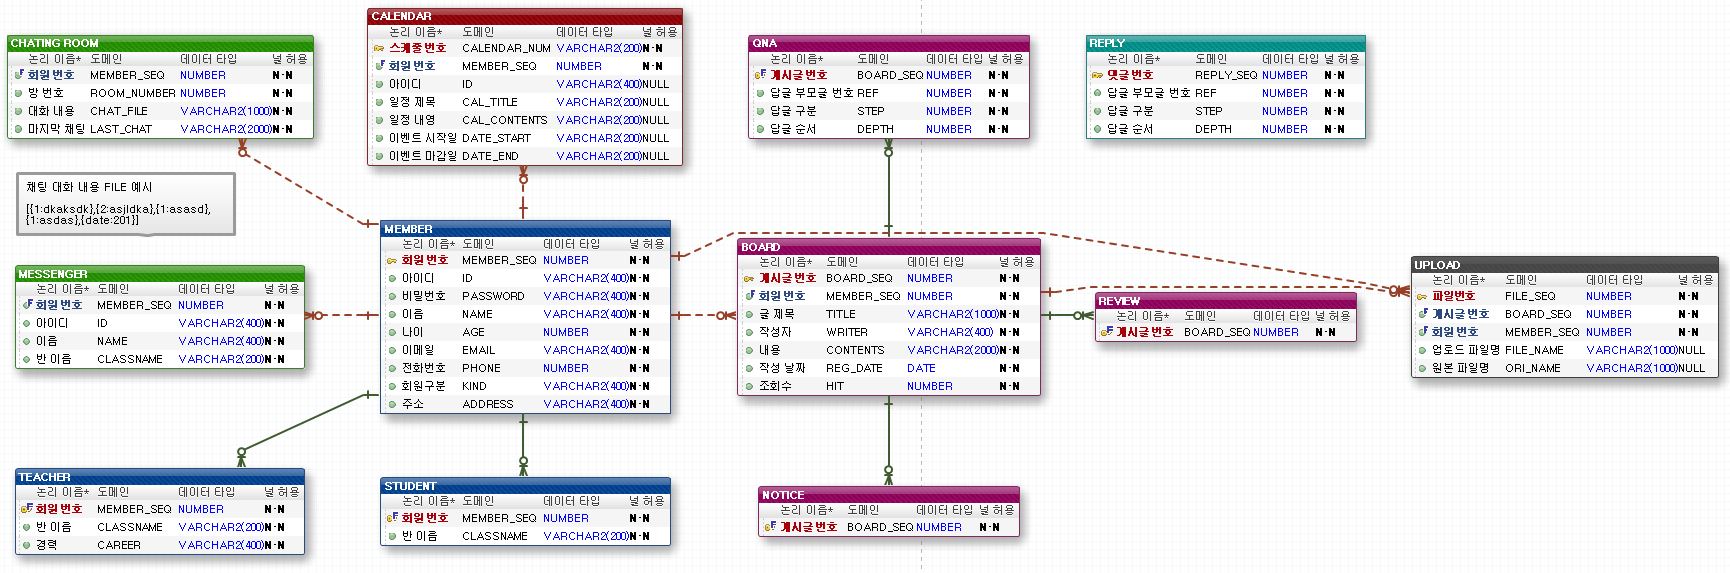 CHATING ROOM
논리 이름* 도메인 데이터 타입 널 허용
회원 번호 MEMBER_SEQ NUMBER N-N
방 번호 ROOM_NUMBER NUMBER N-N
대화 내용 CHAT_FILE VARCHAR2(1000) N-N
마지막 채팅 LAST_CHAT VARCHAR2(2000) N-N
CALENDAR
논리 이름* 도메인 데이터 타입 널 허용
스케줄 번호 CALENDAR_NUM VARCHAR2(200) N-N
회원 번호 MEMBER_SEQ NUMBER N-N
아이디 ID VARCHAR2(400) NULL
일정 제목 CAL_TITLE VARCHAR2(200) NULL
일정 내영 CAL_CONTENTS VARCHAR2(200) NULL
이벤트 시작일 DATE_START VARCHAR2(200) NULL
이벤트 마감일 DATE_END VARCHAR2(200) NULL
QNA
논리 이름* 도메인 데이터 타입 널 허용
게시글 번호 BOARD_SEQ NUMBER N-N
답글 부모글 번호 REF NUMBER N-N
답글 구분 STEP NUMBER N-N
답글 순서 DEPTH NUMBER N-N
REPLY
논리 이름* 도메인 데이터 타입 널 허용
댓글 번호 REPLY_SEQ NUMBER N-N
답글 부모글 번호 REF NUMBER N-N
답글 구분 STEP NUMBER N-N
답글 순서 DEPTH NUMBER N-N
채팅 대화 내용 FILE 예시
[{1:dkaksdk},{2:asjldka},{1:asasd},
{1:asdas},{date:201}]
MESSENGER
논리 이름* 도메인 데이터 타입 널 허용
회원 번호 MEMBER_SEQ NUMBER N-N
아이디 ID VARCHAR2(400) N-N
이름 NAME VARCHAR2(400) N-N
반 이름 CLASSNAME VARCHAR2(200) N-N
MEMBER
논리 이름* 도메인 데이터 타입 널 허용
회원 번호 MEMBER_SEQ NUMBER N-N
아이디 ID VARCHAR2(400) N-N
비밀번호 PASSWORD VARCHAR2(400) N-N
이름 NAME VARCHAR2(400) N-N
나이 AGE NUMBER N-N
이메일 EMAIL VARCHAR2(400) N-N
전화번호 PHONE NUMBER N-N
회원구분 KIND VARCHAR2(400) N-N
주소 ADDRESS VARCHAR2(400) N-N
BOARD
논리 이름* 도메인 데이터 타입 널 허용
게시글 번호 BOARD_SEQ NUMBER N-N
회원 번호 MEMBER_SEQ NUMBER N-N
글 제목 TITLE VARCHAR2(1000) N-N
작성자 WRITER VARCHAR2(400) N-N
내용 CONTENTS VARCHAR2(2000) N-N
작성 날짜 REG_DATE DATE N-N
조회수 HIT NUMBER N-N
REVIEW
논리 이름* 도메인 데이터 타입 널 허용
게시글 번호 BOARD_SEQ NUMBER N-N
UPLOAD
논리 이름* 도메인 데이터 타입 널 허용
파일번호 FILE_SEQ NUMBER N-N
게시글 번호 BOARD_SEQ NUMBER N-N
회원 번호 MEMBER_SEQ NUMBER N-N
업로드 파일명 FILE_NAME VARCHAR2(1000) NULL
원본 파일명 ORI_NAME VARCHAR2(1000) NULL
TEACHER
논리 이름* 도메인 데이터 타입 널 허용
회원 번호 MEMBER_SEQ NUMBER N-N
반 이름 CLASSNAME VARCHAR2(200) N-N
경력 CAREER VARCHAR2(400) N-N
STUDENT
논리 이름* 도메인 데이터 타입 널 허용
회원 번호 MEMBER_SEQ NUMBER N-N
반 이름 CLASSNAME VARCHAR2(200) N-N
NOTICE
논리 이름* 도메인 데이터 타입 널 허용
게시글 번호 BOARD_SEQ NUMBER N-N